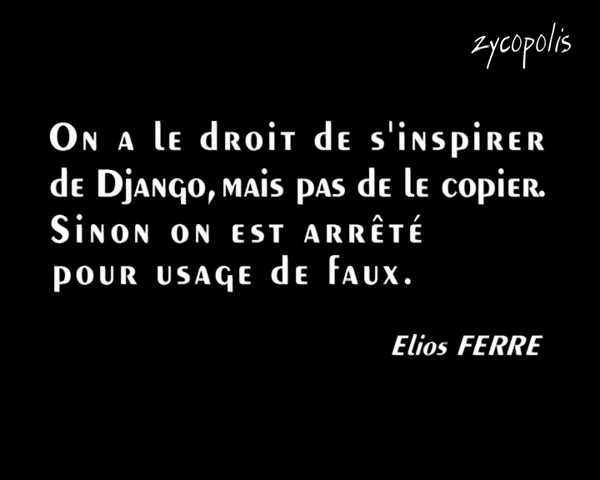 zycopolis
On a le droit de s'inspirer
de Django, mais pas de le copier.
Sinon on est arrêté
pour usage de faux.
Elios FERRE